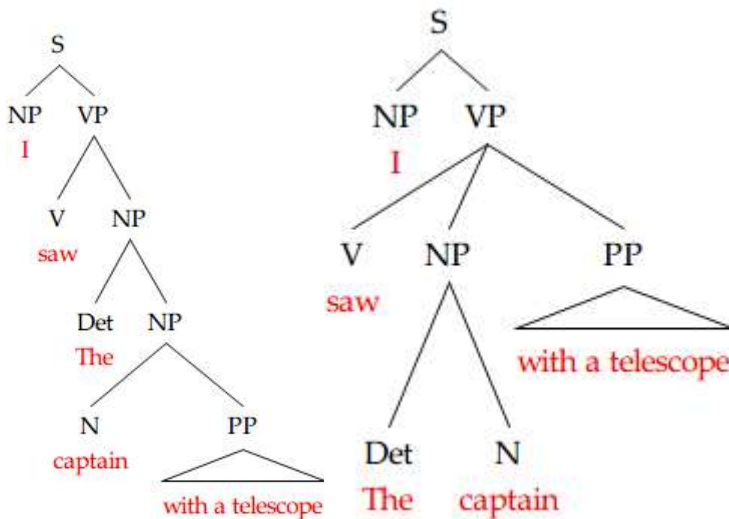 S
NP VP
I
V NP
saw
Det NP
The
N PP
captain
with a telescope
S
NP VP
I
V NP PP
saw
with a telescope
Det N
The captain